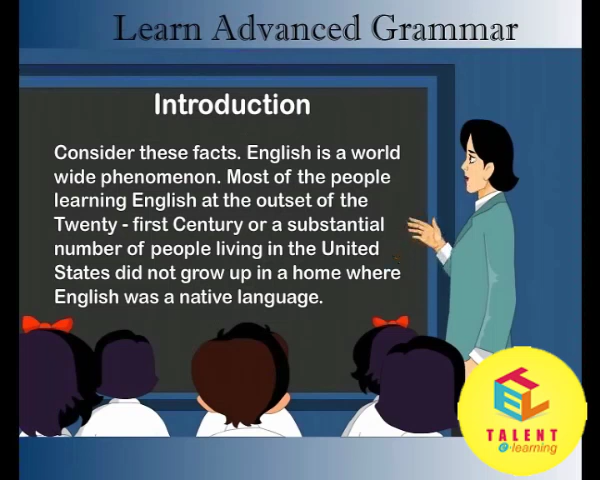 Learn Advanced Grammar
Introduction
Consider these facts. English is a world
wide phenomenon. Most of the people
learning English at the outset of the
Twenty - first Century or a substantial
number of people living in the United
States did not grow up in a home where
English was a native language.
TEL
TALENT
e-learning